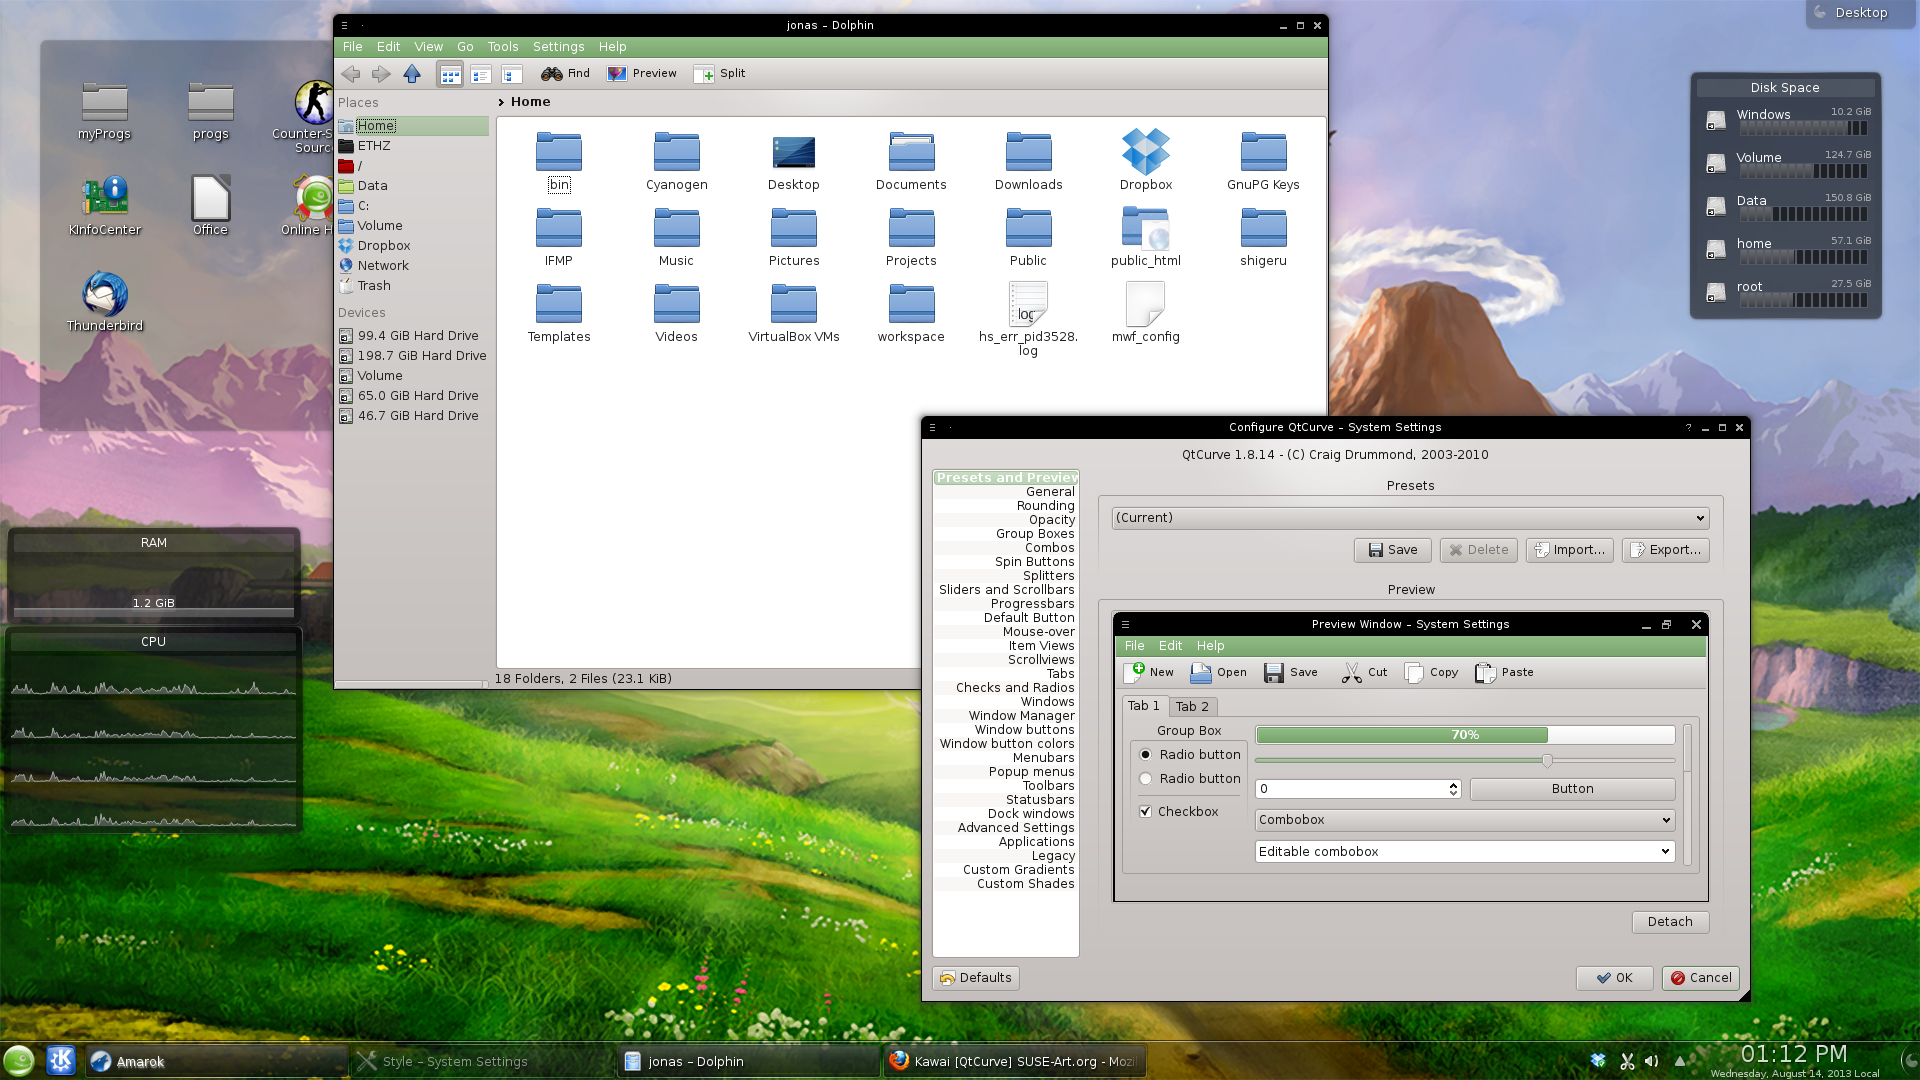 Desktop
myProgs
progs
Counter-S
Sourc
KInfoCenter
Office
Online H
Thunderbird
jonas – Dolphin
File Edit View Go Tools Settings Help
Find Preview Split
Places
Home
ETHZ
/
Data
C:
Volume
Dropbox
Network
Trash
Devices
99.4 GiB Hard Drive
198.7 GiB Hard Drive
Volume
65.0 GiB Hard Drive
46.7 GiB Hard Drive
Home
bin Cyanogen Desktop Documents Downloads Dropbox GnuPG Keys
IFMP Music Pictures Projects Public public_html shigeru
log
Templates Videos VirtualBox VMs workspace hs_err_pid3528. mwf_config
log
18 Folders, 2 Files (23.1 KiB)
Disk Space
Windows 10.2 GiB
Volume 124.7 GiB
Data 150.8 GiB
home 57.1 GiB
root 27.5 GiB
RAM
1.2 GiB
CPU
Configure QtCurve – System Settings
QtCurve 1.8.14 - (C) Craig Drummond, 2003-2010
Presets and Preview
General
Rounding
Opacity
Group Boxes
Combos
Spin Buttons
Splitters
Sliders and Scrollbars
Progressbars
Default Button
Mouse-over
Item Views
Scrollviews
Tabs
Checks and Radios
Windows
Window Manager
Window buttons
Window button colors
Menubars
Popup menus
Toolbars
Statusbars
Dock windows
Advanced Settings
Applications
Legacy
Custom Gradients
Custom Shades
Presets
(Current)
Save Delete Import... Export...
Preview
Preview Window – System Settings
File Edit Help
New Open Save Cut Copy Paste
Tab 1 Tab 2
Group Box
70%
Radio button
Radio button
0
Button
Checkbox
Combobox
Editable combobox
Detach
Defaults
OK Cancel
Amarok
Style – System Settings
jonas – Dolphin
Kawai [QtCurve] SUSE-Art.org - Mozi
01:12 PM
Wednesday, August 14, 2013 Local